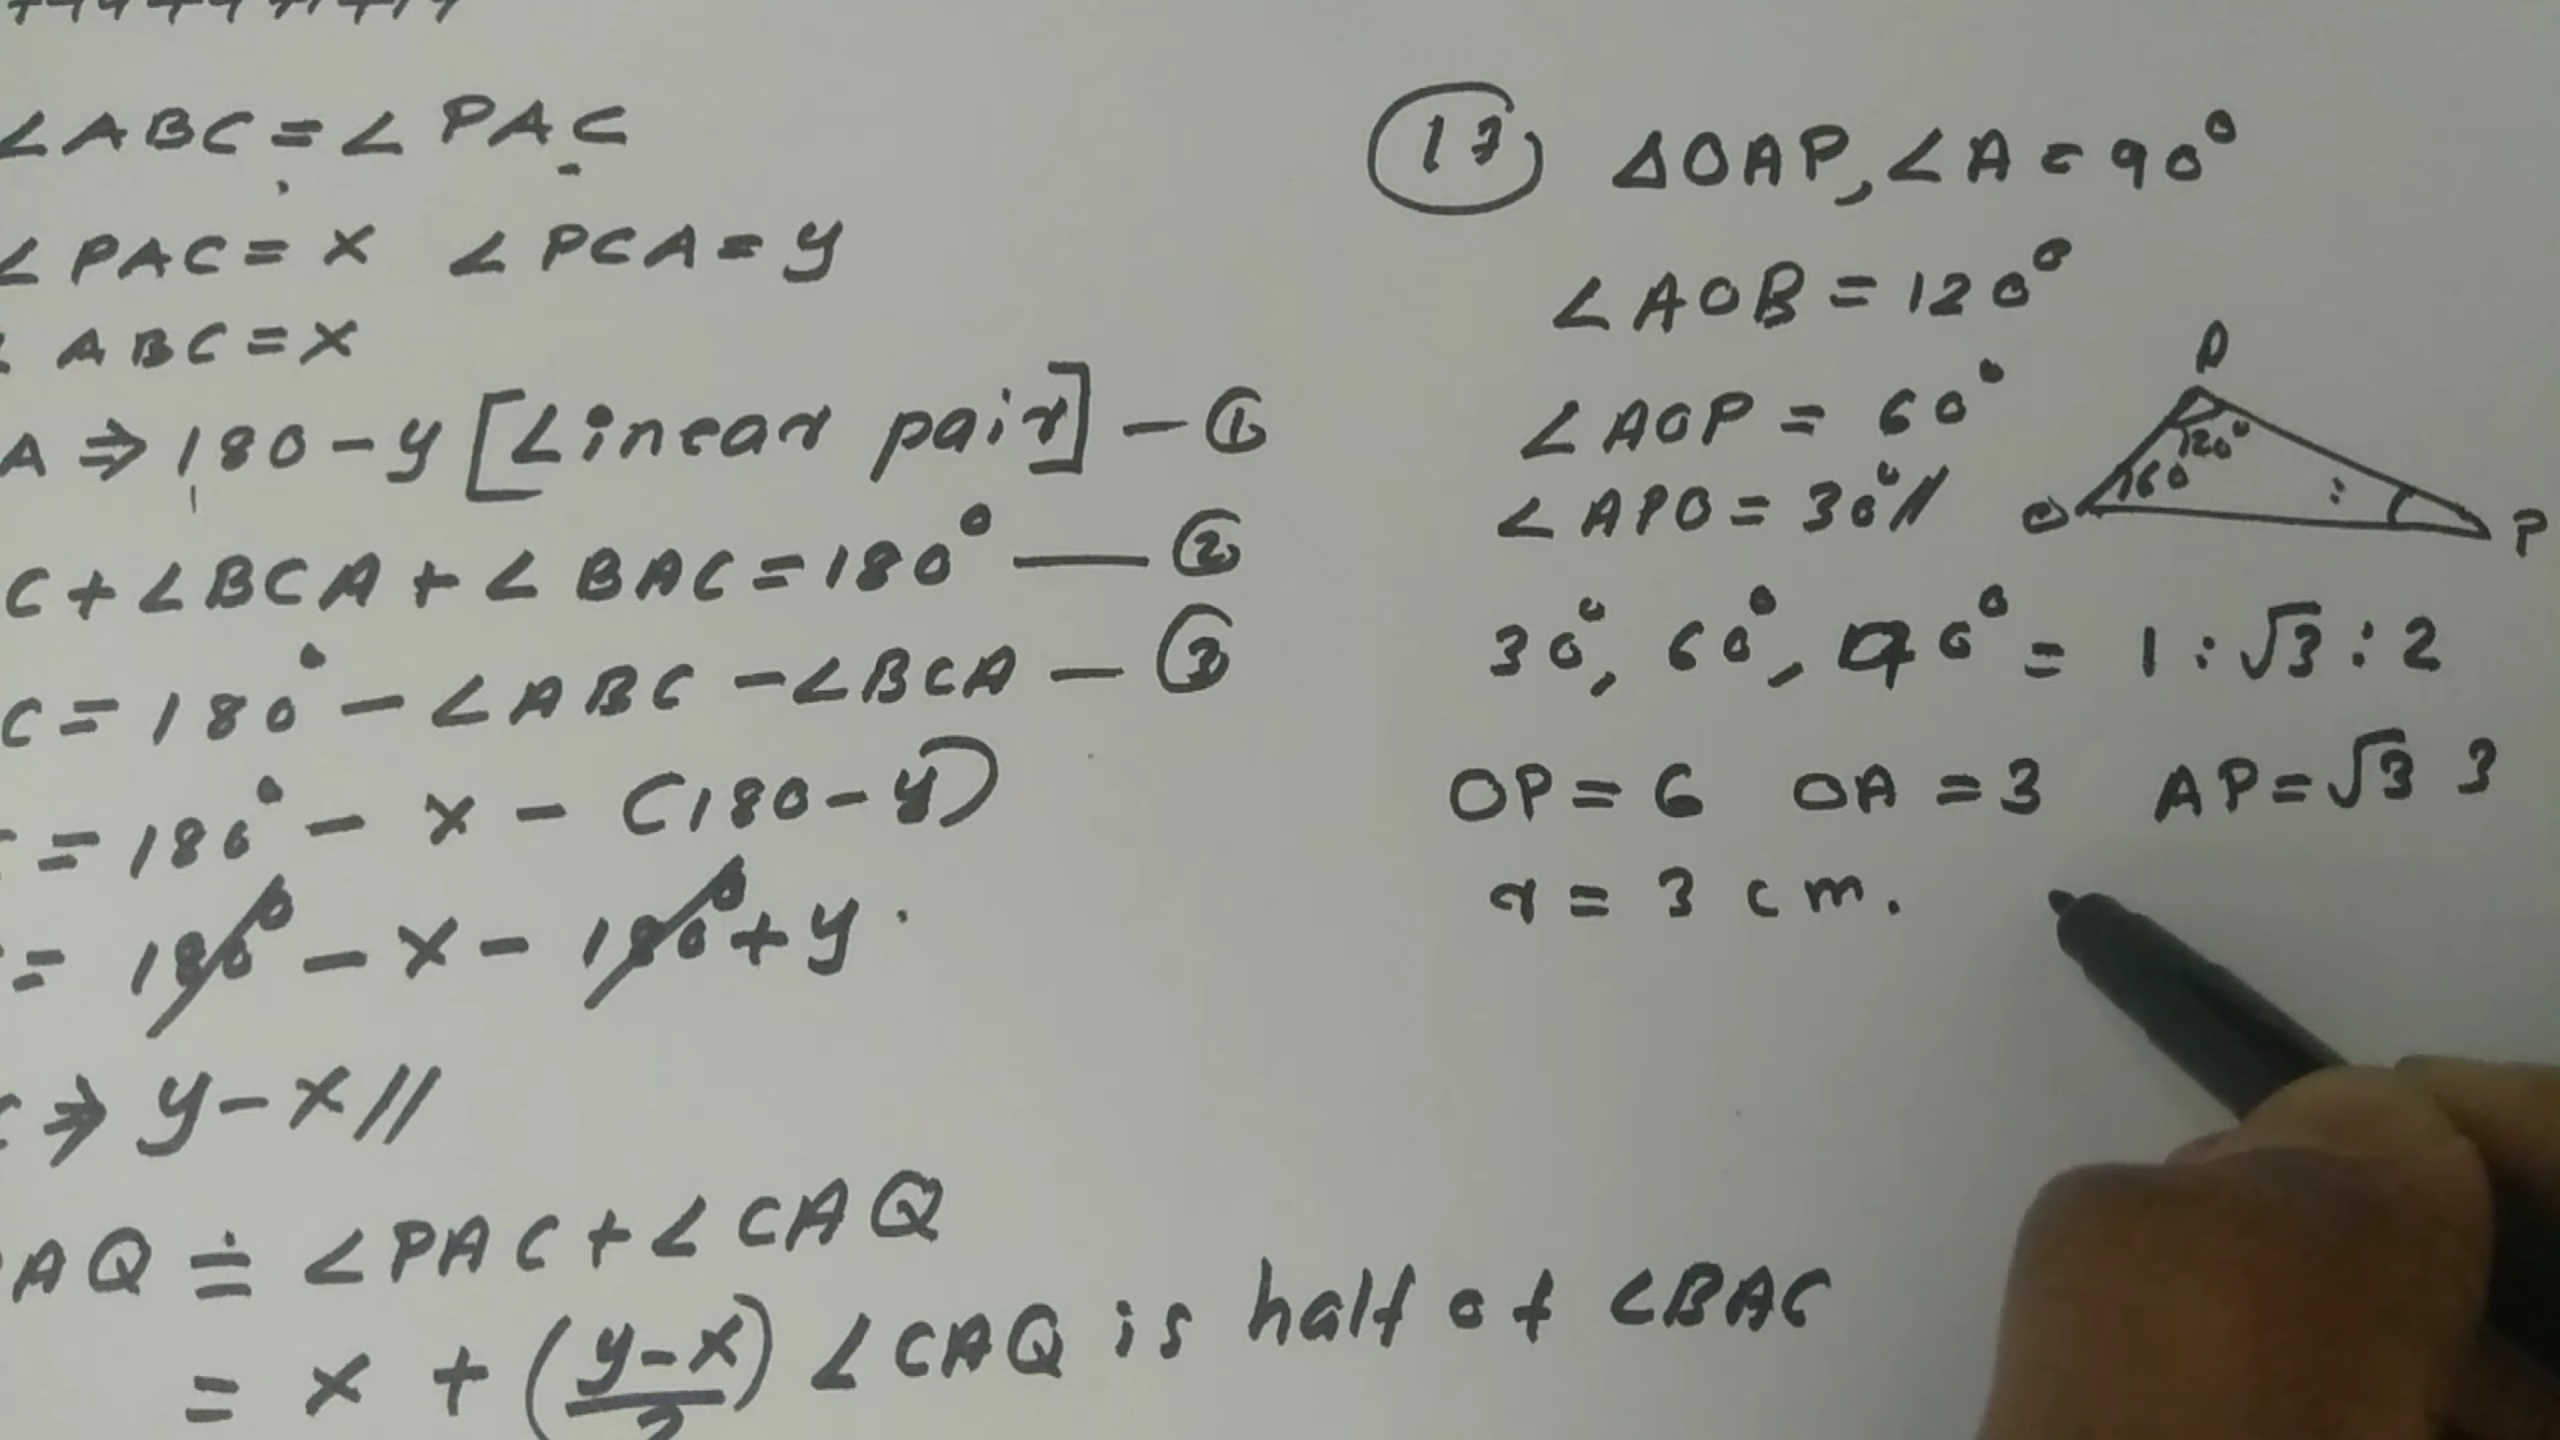 ∠ABC = ∠PAC
∠PAC = x ∠PCA = y
ABC = x
A ⇒ 180 - y [Linear pair] - ①
C + ∠BCA + ∠BAC = 180° — ②
C = 180° - ∠ABC - ∠BCA - ③
= 180° - x - (180 - y)
= 180° - x - 180° + y.
⇒ y - x //
AQ = ∠PAC + ∠CAQ
= x + (y-x)/2 ∠CAQ is half of ∠BAC
17 △OAP, ∠A = 90°
∠AOB = 120°
∠AOP = 60°
∠APO = 30° //
A
120°
60
O
P
30°, 60°, 90° = 1 : √3 : 2
OP = 6 OA = 3 AP = √3 3
r = 3 cm.